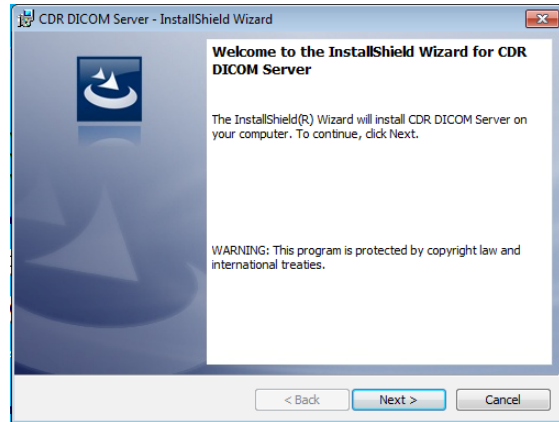 CDR DICOM Server - InstallShield Wizard
Welcome to the InstallShield Wizard for CDR
DICOM Server
The InstallShield(R) Wizard will install CDR DICOM Server on
your computer. To continue, click Next.
WARNING: This program is protected by copyright law and
international treaties.
< Back Next > Cancel